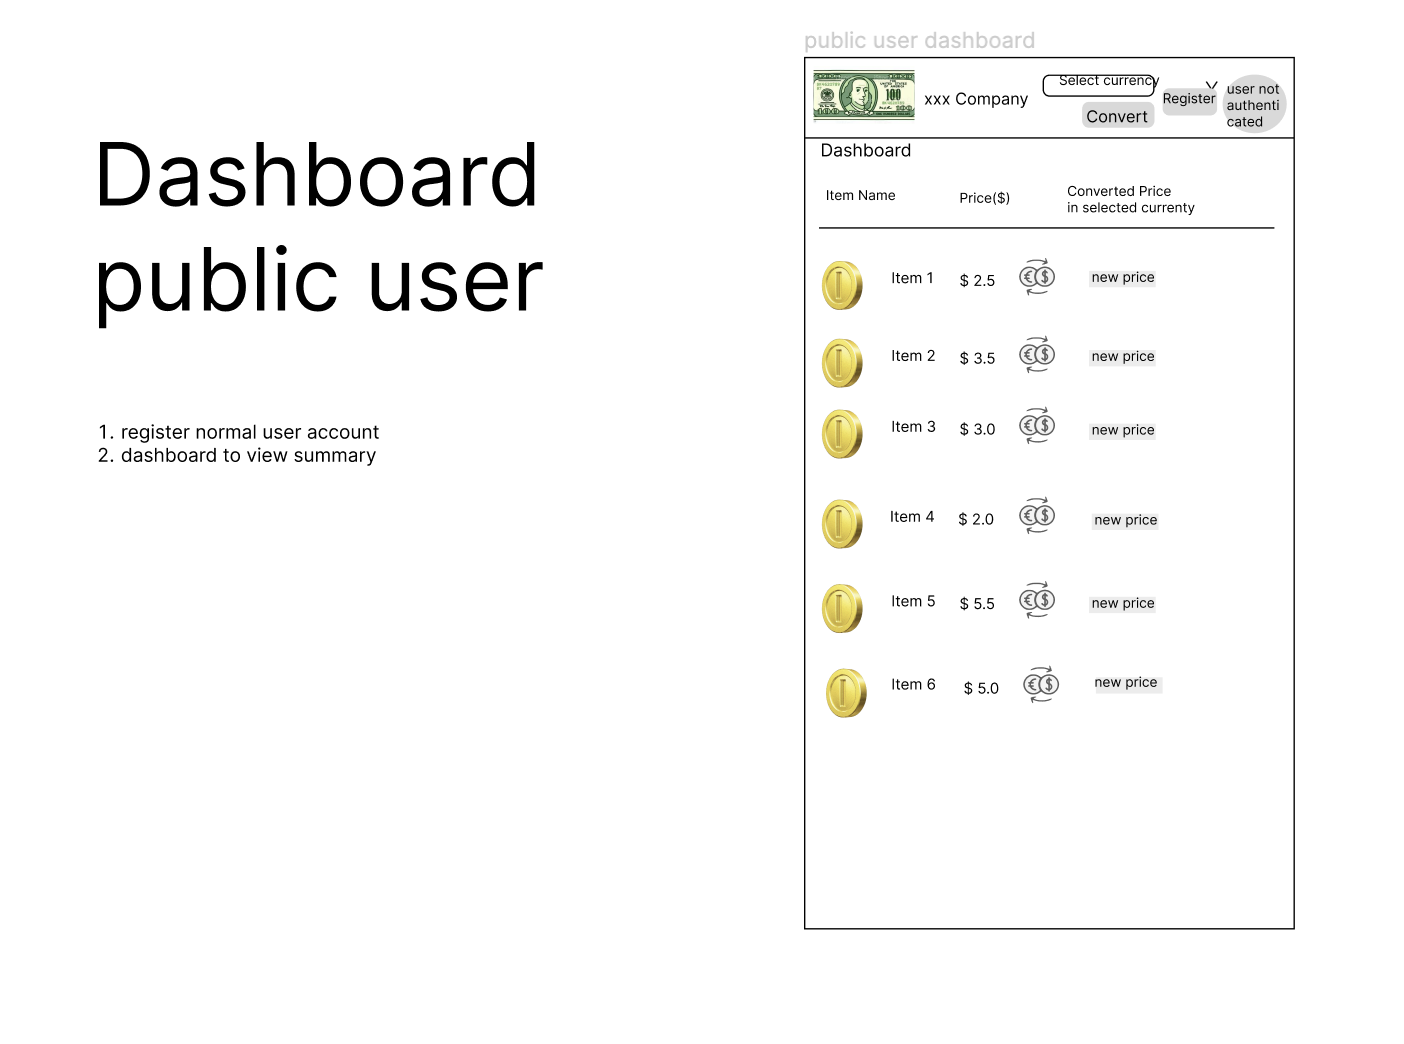 public user dashboard
Dashboard
public user
1. register normal user account
2. dashboard to view summary
100
xxx Company
Select currency
Convert
Register
user not
authenti
cated
Dashboard
Item Name
Price($)
Converted Price
in selected currenty
Item 1
$ 2.5
new price
Item 2
$ 3.5
new price
Item 3
$ 3.0
new price
Item 4
$ 2.0
new price
Item 5
$ 5.5
new price
Item 6
$ 5.0
new price